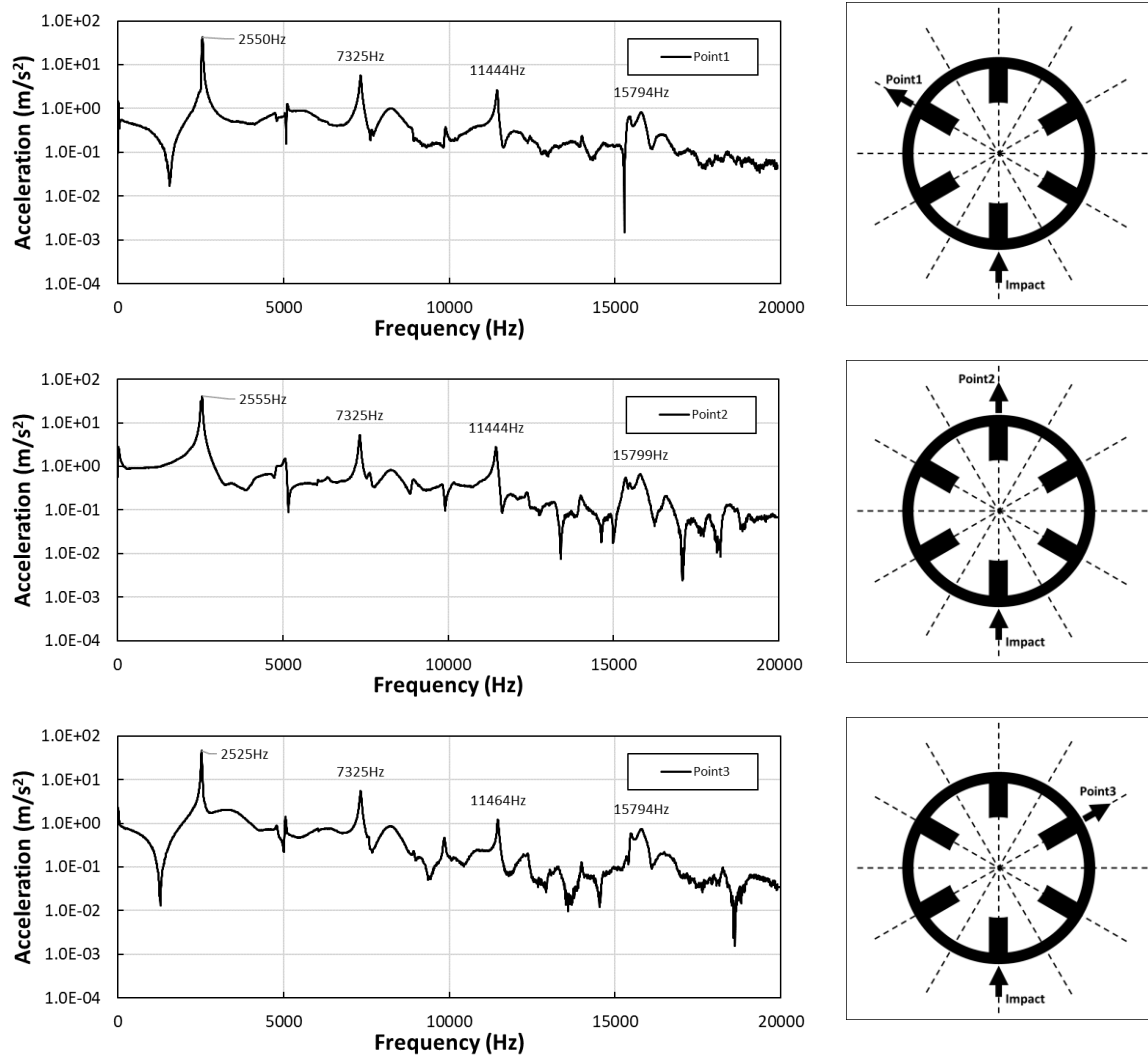 1.0E+02
1.0E+01
1.0E+00
1.0E-01
1.0E-02
1.0E-03
1.0E-04
Acceleration (m/s²)
2550Hz
7325Hz
11444Hz
15794Hz
Point1
0 5000 10000 15000 20000
Frequency (Hz)
Point1
Impact
1.0E+02
1.0E+01
1.0E+00
1.0E-01
1.0E-02
1.0E-03
1.0E-04
Acceleration (m/s²)
2555Hz
7325Hz
11444Hz
15799Hz
Point2
0 5000 10000 15000 20000
Frequency (Hz)
Point2
Impact
1.0E+02
1.0E+01
1.0E+00
1.0E-01
1.0E-02
1.0E-03
1.0E-04
Acceleration (m/s²)
2525Hz
7325Hz
11464Hz
15794Hz
Point3
0 5000 10000 15000 20000
Frequency (Hz)
Point3
Impact